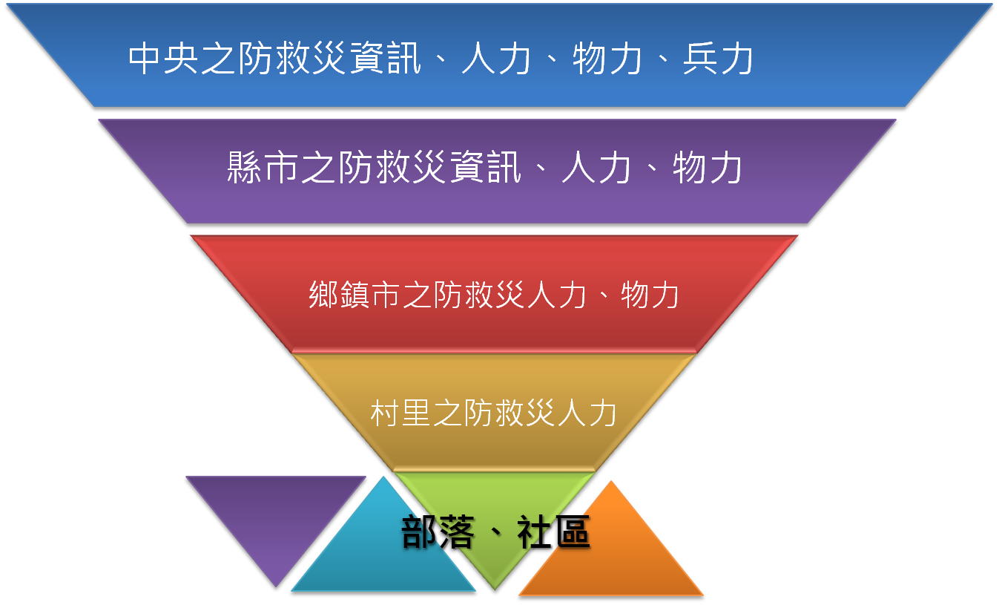 中央之防救災資訊、人力、物力、兵力
縣市之防救災資訊、人力、物力
鄉鎮市之防救災人力、物力
村里之防救災人力
部落、社區